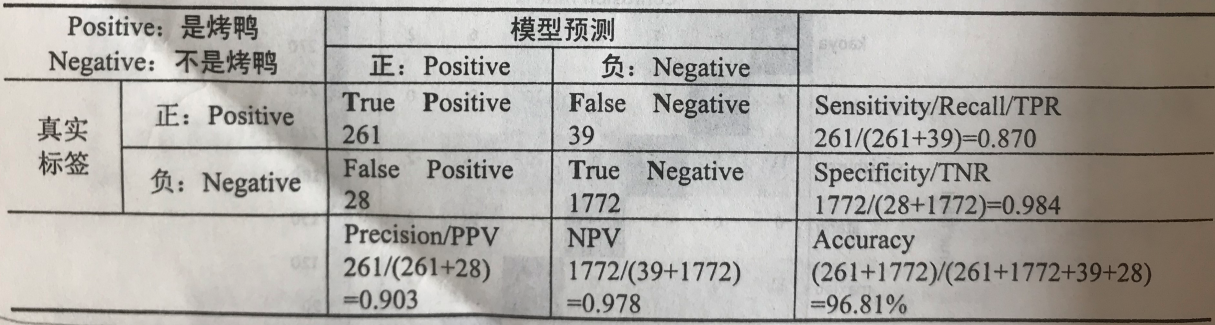 Positive：是烤鸭
Negative：不是烤鸭
模型预测
正：Positive
负：Negative
真实
标签
正：Positive
True Positive
261
False Negative
39
Sensitivity/Recall/TPR
261/(261+39)=0.870
负：Negative
False Positive
28
True Negative
1772
Specificity/TNR
1772/(28+1772)=0.984
Precision/PPV
261/(261+28)
=0.903
NPV
1772/(39+1772)
=0.978
Accuracy
(261+1772)/(261+1772+39+28)
=96.81%